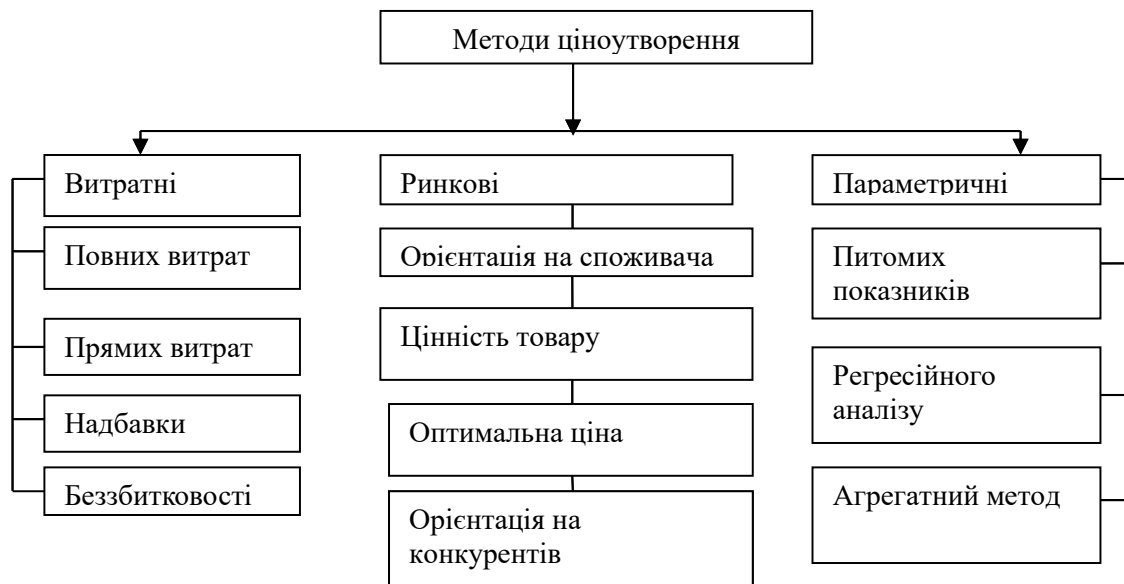 Методи ціноутворення
Витратні
Повних витрат
Прямих витрат
Надбавки
Беззбитковості
Ринкові
Орієнтація на споживача
Цінність товару
Оптимальна ціна
Орієнтація на
конкурентів
Параметричні
Питомих
показників
Регресійного
аналізу
Агрегатний метод